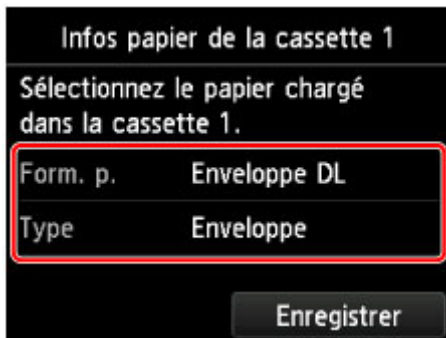 Infos papier de la cassette 1
Sélectionnez le papier chargé
dans la cassette 1.
Form. p. Enveloppe DL
Type Enveloppe
Enregistrer